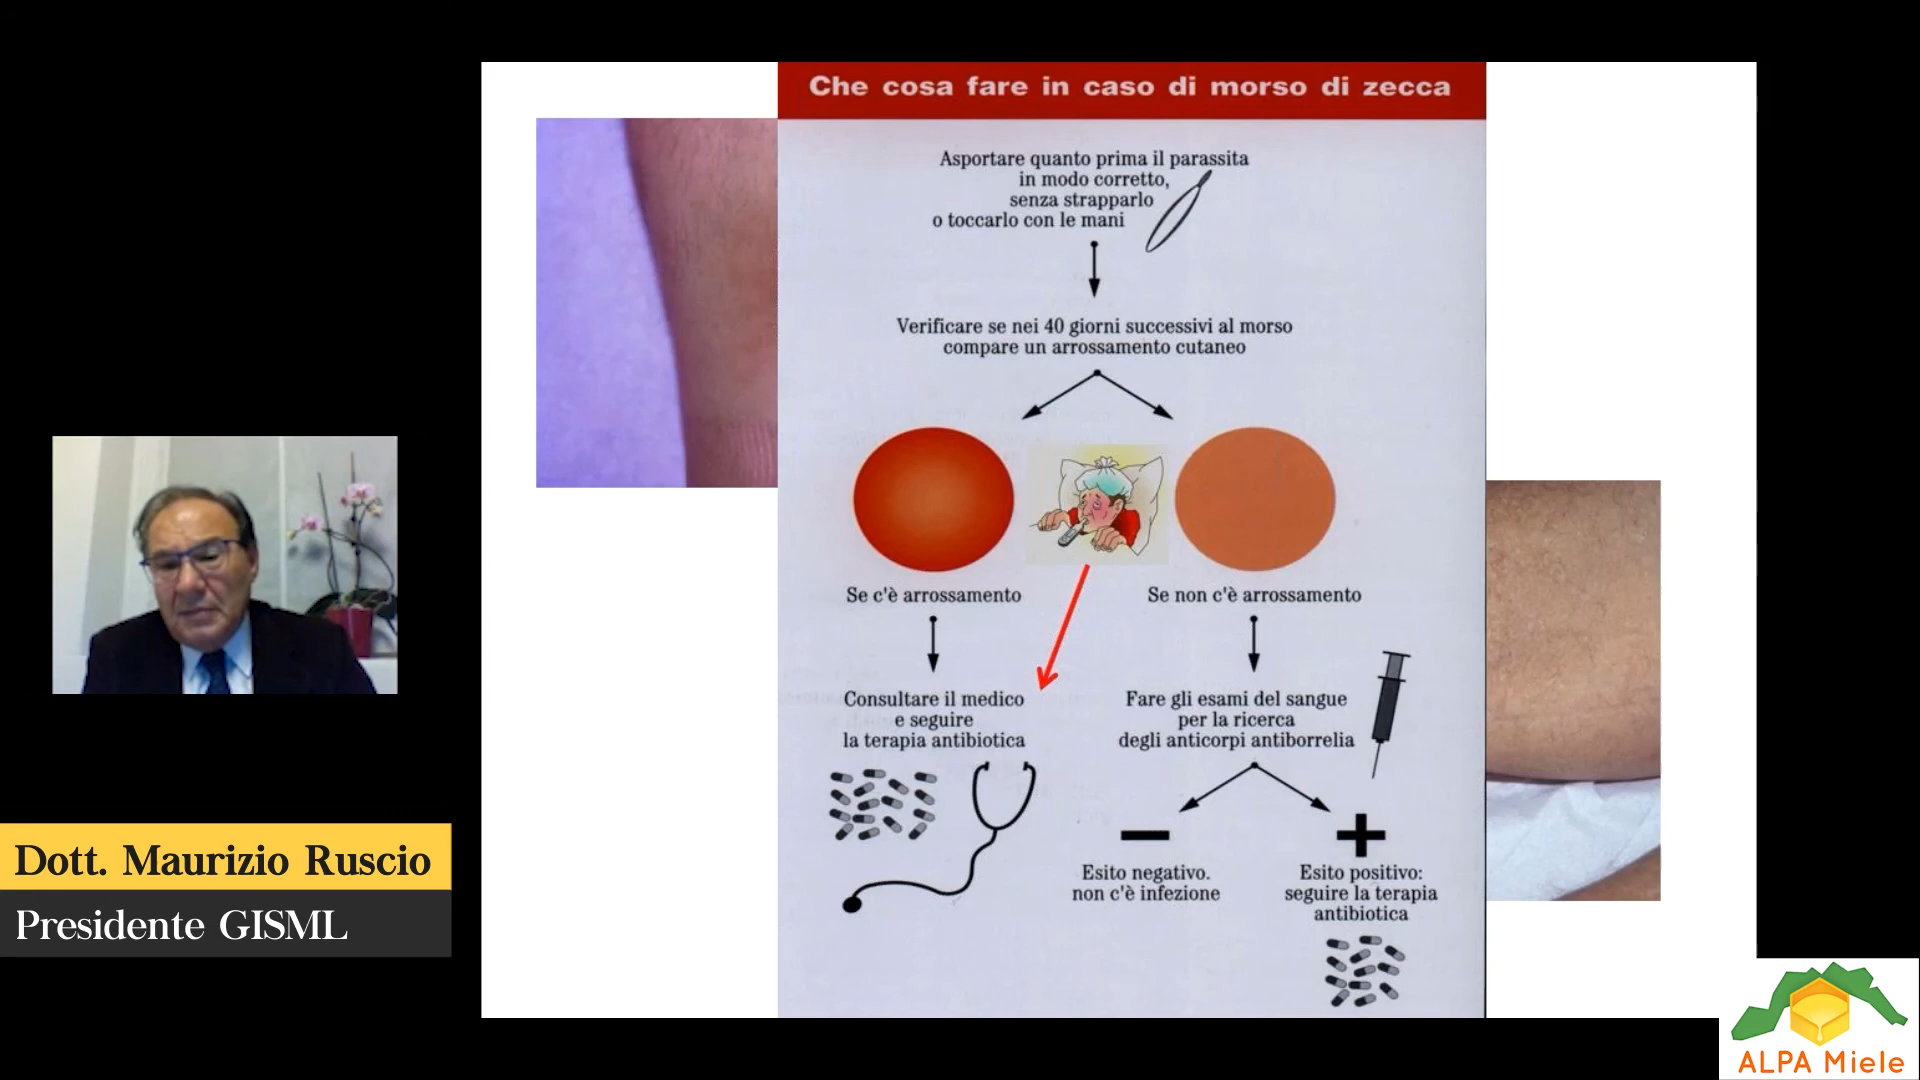 Che cosa fare in caso di morso di zecca
Asportare quanto prima il parassita
in modo corretto,
senza strapparlo
o toccarlo con le mani
Verificare se nei 40 giorni successivi al morso
compare un arrossamento cutaneo
Se c'è arrossamento
Se non c'è arrossamento
Consultare il medico
e seguire
la terapia antibiotica
Fare gli esami del sangue
per la ricerca
degli anticorpi antiborrelia
Esito negativo.
non c'è infezione
Esito positivo:
seguire la terapia
antibiotica
Dott. Maurizio Ruscio
Presidente GISML
ALPA Miele